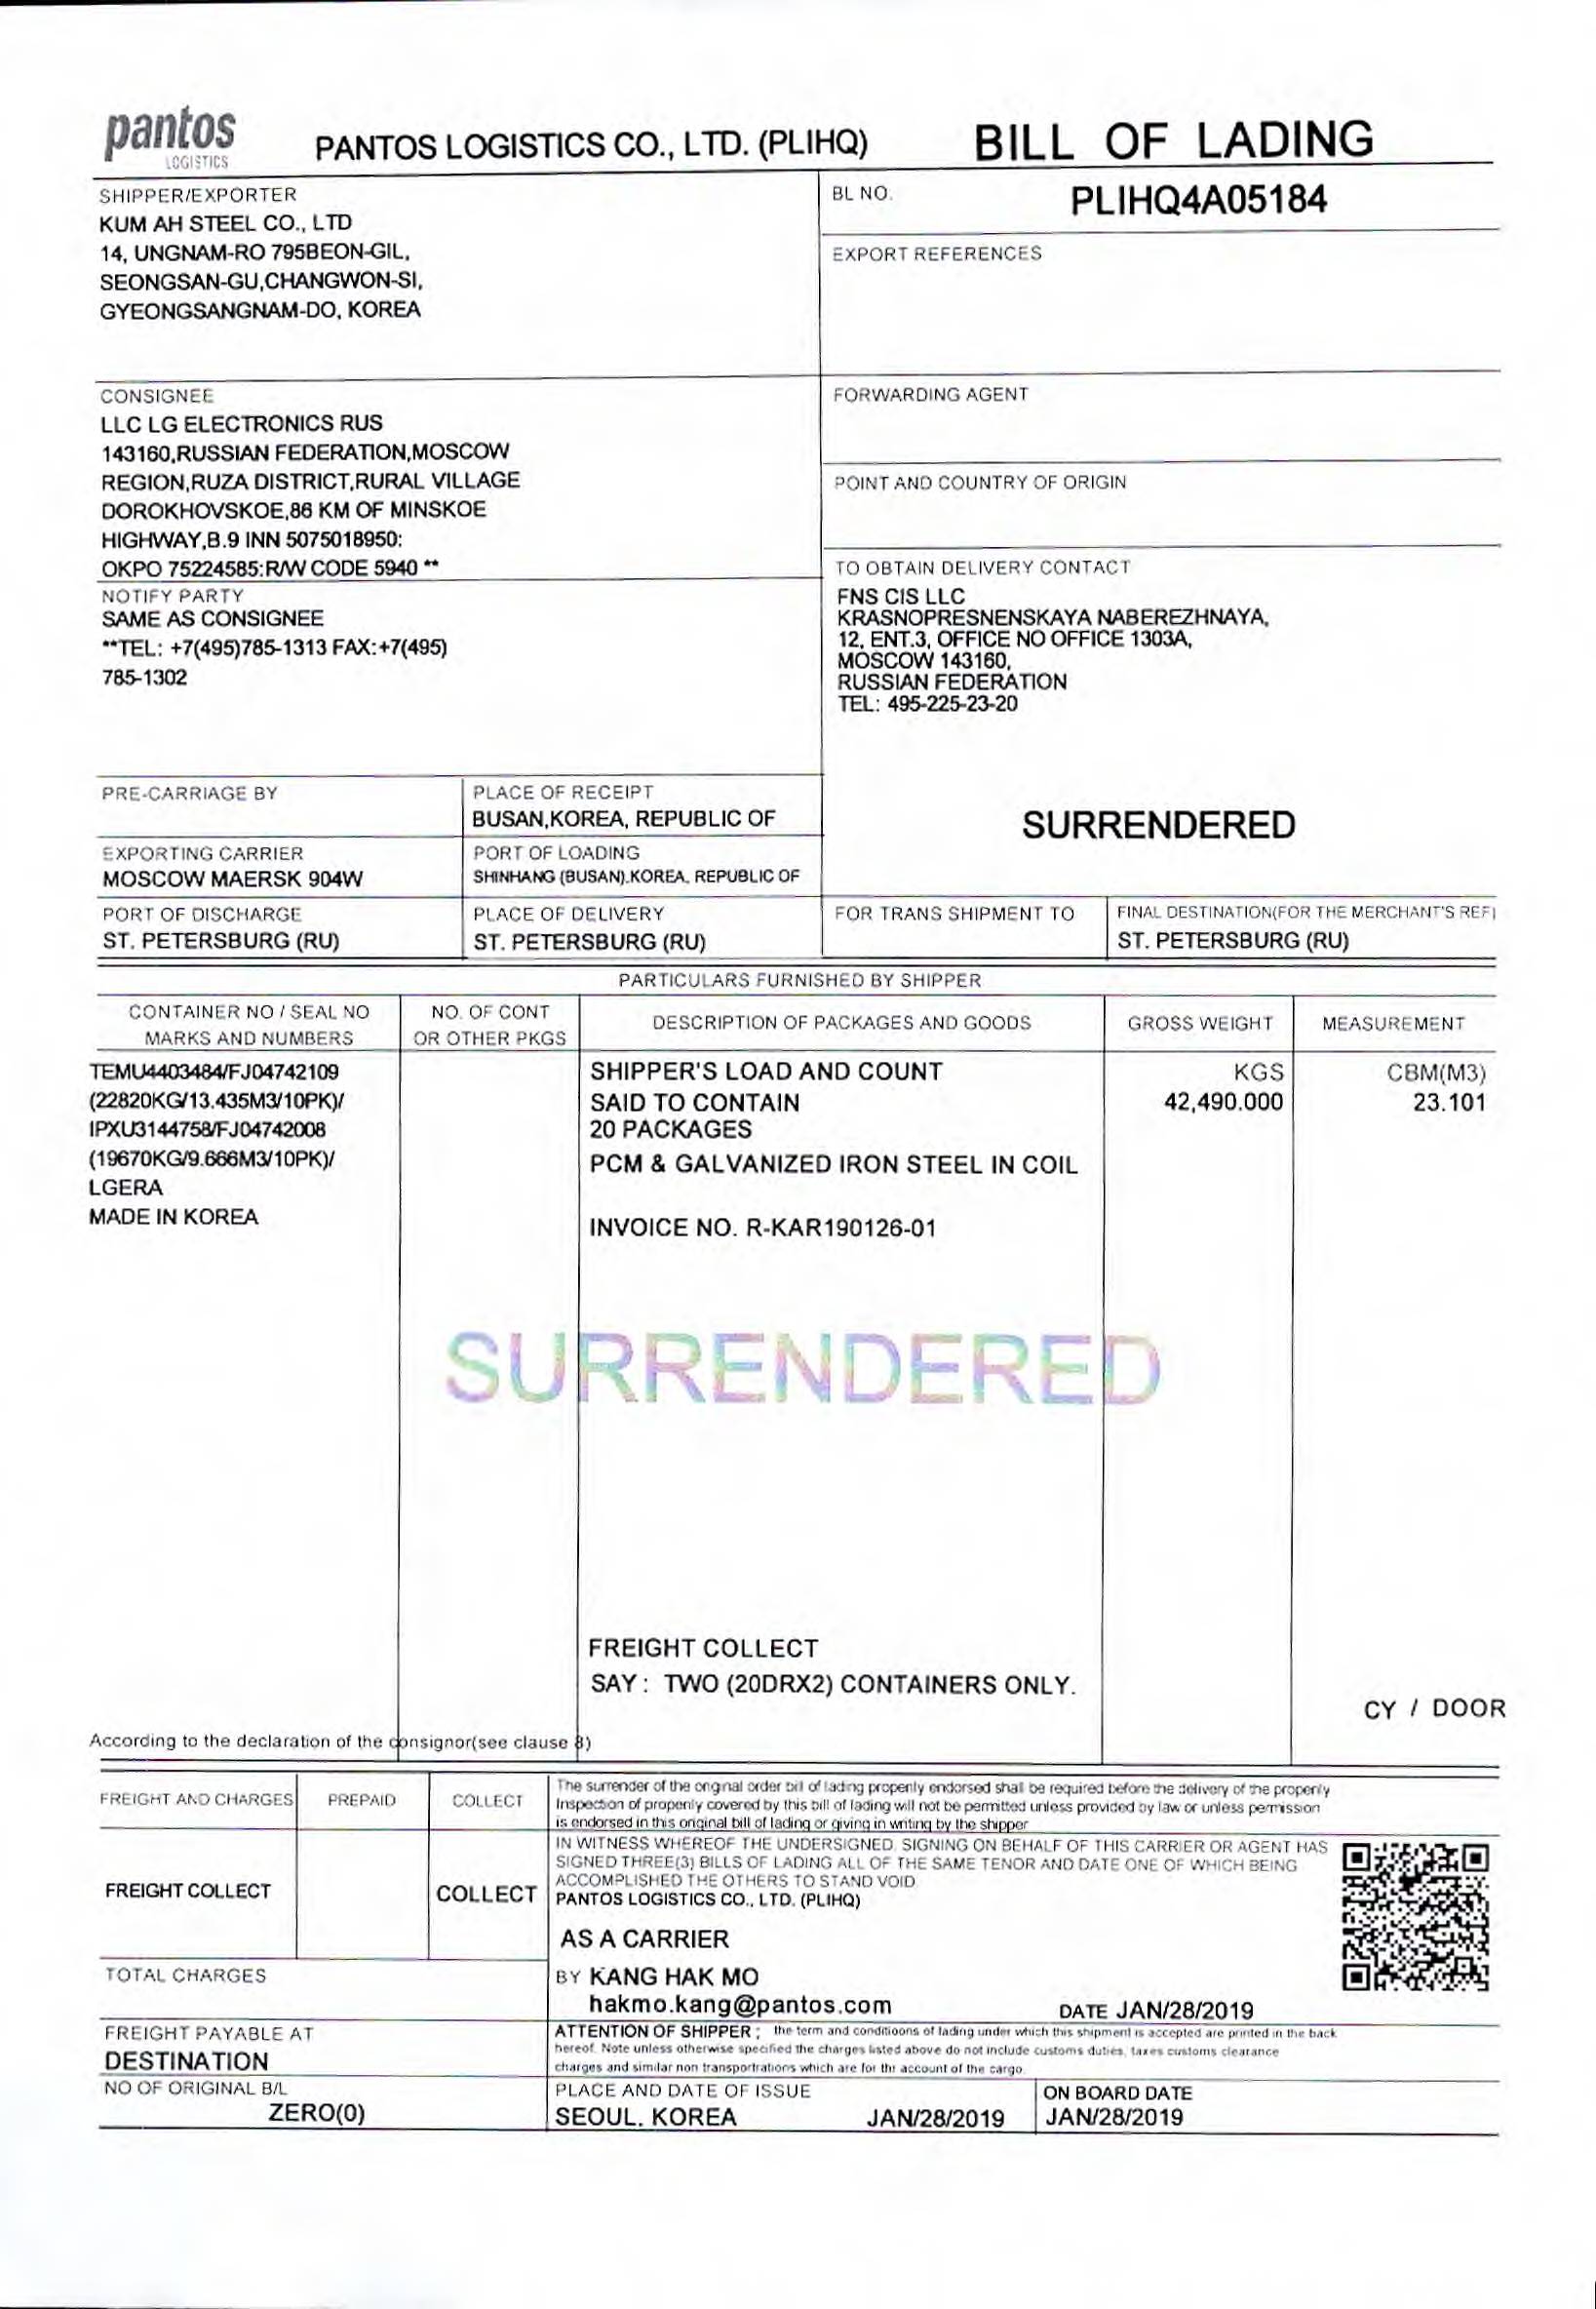 pantos
LOGISTICS
PANTOS LOGISTICS CO., LTD. (PLIHQ)
BILL OF LADING
SHIPPER/EXPORTER
KUM AH STEEL CO., LTD
14, UNGNAM-RO 795BEON-GIL,
SEONGSAN-GU,CHANGWON-SI,
GYEONGSANGNAM-DO, KOREA
BL NO.
PLIHQ4A05184
EXPORT REFERENCES
CONSIGNEE
LLC LG ELECTRONICS RUS
143160,RUSSIAN FEDERATION,MOSCOW
REGION,RUZA DISTRICT,RURAL VILLAGE
DOROKHOVSKOE,86 KM OF MINSKOE
HIGHWAY,B.9 INN 5075018950:
OKPO 75224585:R/W CODE 5940 **
FORWARDING AGENT
POINT AND COUNTRY OF ORIGIN
NOTIFY PARTY
SAME AS CONSIGNEE
**TEL: +7(495)785-1313 FAX:+7(495)
785-1302
TO OBTAIN DELIVERY CONTACT
FNS CIS LLC
KRASNOPRESNENSKAYA NABEREZHNAYA,
12, ENT.3, OFFICE NO OFFICE 1303A,
MOSCOW 143160,
RUSSIAN FEDERATION
TEL: 495-225-23-20
SURRENDERED
PRE-CARRIAGE BY
PLACE OF RECEIPT
BUSAN,KOREA, REPUBLIC OF
EXPORTING CARRIER
MOSCOW MAERSK 904W
PORT OF LOADING
SHINHANG (BUSAN),KOREA, REPUBLIC OF
PORT OF DISCHARGE
ST. PETERSBURG (RU)
PLACE OF DELIVERY
ST. PETERSBURG (RU)
FOR TRANS SHIPMENT TO
FINAL DESTINATION(FOR THE MERCHANT'S REF)
ST. PETERSBURG (RU)
PARTICULARS FURNISHED BY SHIPPER
CONTAINER NO / SEAL NO
MARKS AND NUMBERS
NO. OF CONT
OR OTHER PKGS
DESCRIPTION OF PACKAGES AND GOODS
GROSS WEIGHT
MEASUREMENT
TEMU4403484/FJ04742109
(22820KG/13.435M3/10PK)/
IPXU3144758/FJ04742008
(19670KG/9.666M3/10PK)/
LGERA
MADE IN KOREA
SHIPPER'S LOAD AND COUNT
SAID TO CONTAIN
20 PACKAGES
PCM & GALVANIZED IRON STEEL IN COIL
INVOICE NO. R-KAR190126-01
KGS
42,490.000
CBM(M3)
23.101
SURRENDERED
FREIGHT COLLECT
SAY : TWO (20DRX2) CONTAINERS ONLY.
CY / DOOR
According to the declaration of the consignor(see clause 8)
FREIGHT AND CHARGES
PREPAID
COLLECT
The surrender of the original order bill of lading properly endorsed shall be required before the delivery of the property
Inspection of property covered by this bill of lading will not be permitted unless provided by law or unless permission
is endorsed in this original bill of lading or giving in writing by the shipper
FREIGHT COLLECT
COLLECT
IN WITNESS WHEREOF THE UNDERSIGNED, SIGNING ON BEHALF OF THIS CARRIER OR AGENT HAS
SIGNED THREE(3) BILLS OF LADING ALL OF THE SAME TENOR AND DATE ONE OF WHICH BEING
ACCOMPLISHED THE OTHERS TO STAND VOID
PANTOS LOGISTICS CO., LTD. (PLIHQ)
AS A CARRIER
TOTAL CHARGES
BY KANG HAK MO
hakmo.kang@pantos.com
DATE JAN/28/2019
FREIGHT PAYABLE AT
DESTINATION
ATTENTION OF SHIPPER ; the term and conditioons of lading under which this shipment is accepted are printed in the back
hereof. Note unless otherwise specified the charges listed above do not include customs duties, taxes customs clearance
charges and similar non transportrations which are for thr account of the cargo.
NO OF ORIGINAL B/L
ZERO(0)
PLACE AND DATE OF ISSUE
SEOUL, KOREA
JAN/28/2019
ON BOARD DATE
JAN/28/2019